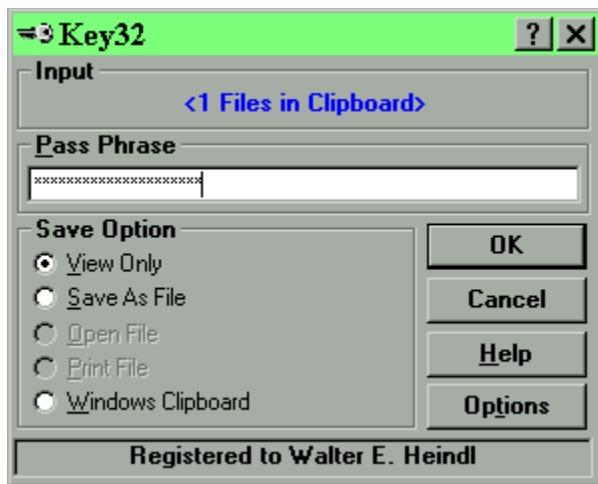 Key32
Input
<1 Files in Clipboard>
Pass Phrase
×××××××××××××××××××××
Save Option
View Only
Save As File
Open File
Print File
Windows Clipboard
OK
Cancel
Help
Options
Registered to Walter E. Heindl